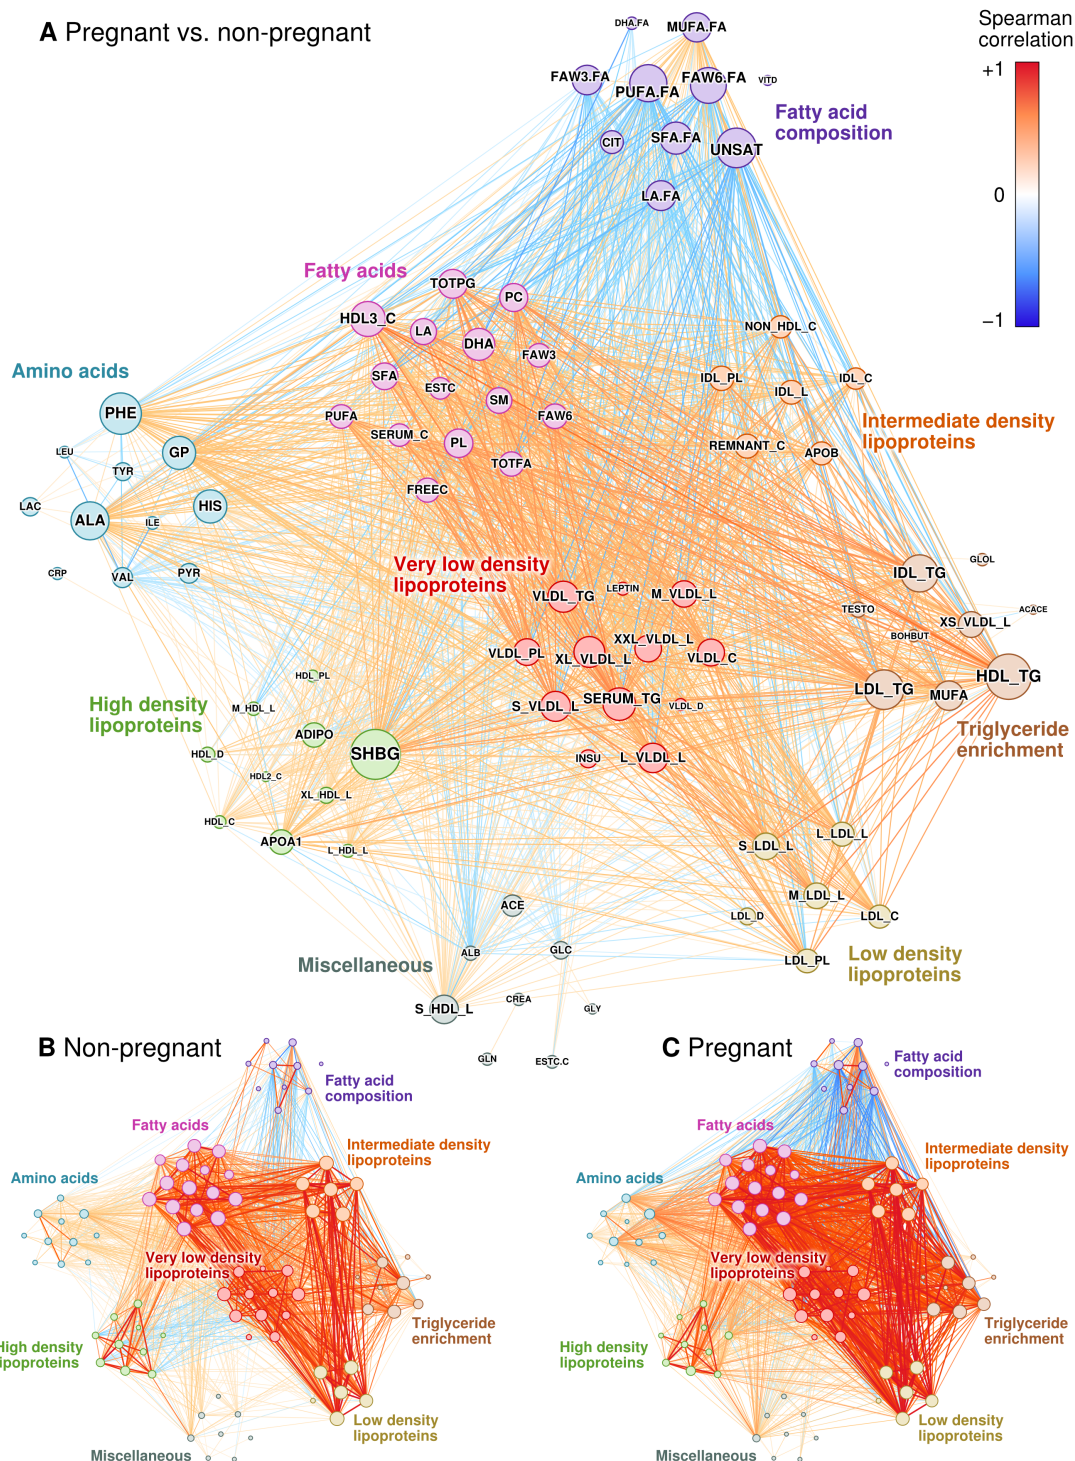 A Pregnant vs. non-pregnant
Spearman
correlation
+1
0
−1
DHA.FA
MUFA.FA
FAW3.FA
PUFA.FA
FAW6.FA
VITD
Fatty acid
composition
CIT
SFA.FA
UNSAT
LA.FA
Fatty acids
TOTPG
PC
HDL3_C
LA
DHA
FAW3
NON_HDL_C
SFA
ESTC
SM
IDL_PL
IDL_L
IDL_C
PUFA
SERUM_C
PL
FAW6
TOTFA
FREEC
Intermediate density
lipoproteins
REMNANT_C
APOB
Amino acids
PHE
LEU
GP
TYR
LAC
ALA
HIS
ILE
CRP
VAL
PYR
Very low density
lipoproteins
VLDL_TG
LEPTIN
M_VLDL_L
VLDL_PL
XL_VLDL_L
XXL_VLDL_L
VLDL_C
S_VLDL_L
SERUM_TG
VLDL_D
INSU
L_VLDL_L
IDL_TG
GLOL
TESTO
XS_VLDL_L
ACACE
BOHBUT
LDL_TG
MUFA
HDL_TG
Triglyceride
enrichment
High density
lipoproteins
HDL_PL
M_HDL_L
ADIPO
HDL_D
SHBG
HDL2_C
XL_HDL_L
HDL_C
APOA1
L_HDL_L
S_LDL_L
L_LDL_L
M_LDL_L
LDL_D
LDL_C
LDL_PL
Low density
lipoproteins
Miscellaneous
ACE
ALB
GLC
S_HDL_L
CREA
GLY
GLN
ESTC.C
B Non-pregnant
Fatty acid
composition
Fatty acids
Intermediate density
lipoproteins
Amino acids
Very low density
lipoproteins
Triglyceride
enrichment
High density
lipoproteins
Low density
lipoproteins
Miscellaneous
C Pregnant
Fatty acid
composition
Fatty acids
Intermediate density
lipoproteins
Amino acids
Very low density
lipoproteins
Triglyceride
enrichment
High density
lipoproteins
Low density
lipoproteins
Miscellaneous